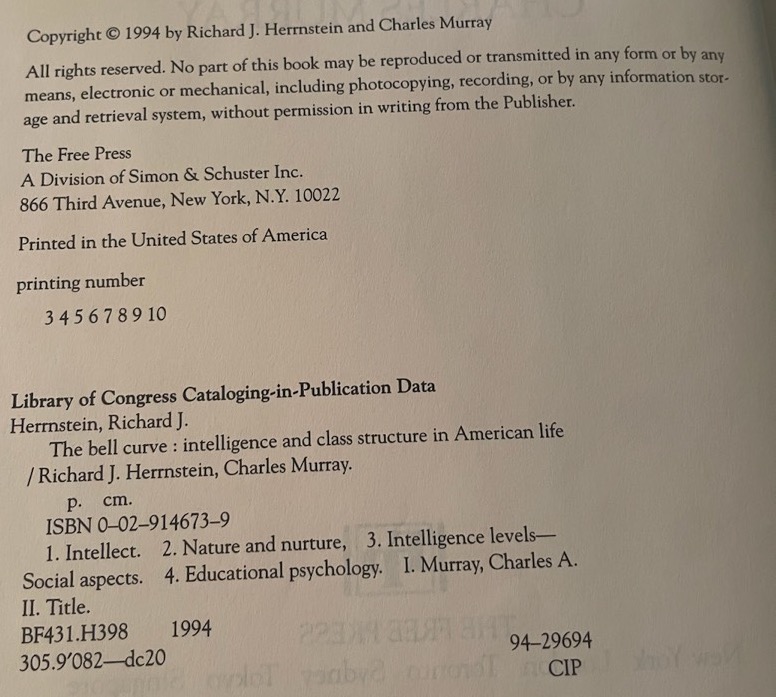 Copyright © 1994 by Richard J. Herrnstein and Charles Murray
All rights reserved. No part of this book may be reproduced or transmitted in any form or by any
means, electronic or mechanical, including photocopying, recording, or by any information stor-
age and retrieval system, without permission in writing from the Publisher.
The Free Press
A Division of Simon & Schuster Inc.
866 Third Avenue, New York, N.Y. 10022
Printed in the United States of America
printing number
3 4 5 6 7 8 9 10
Library of Congress Cataloging-in-Publication Data
Herrnstein, Richard J.
The bell curve : intelligence and class structure in American life
/ Richard J. Herrnstein, Charles Murray.
p. cm.
ISBN 0–02–914673–9
1. Intellect. 2. Nature and nurture, 3. Intelligence levels—
Social aspects. 4. Educational psychology. I. Murray, Charles A.
II. Title.
BF431.H398 1994
305.9′082—dc20
94–29694
CIP